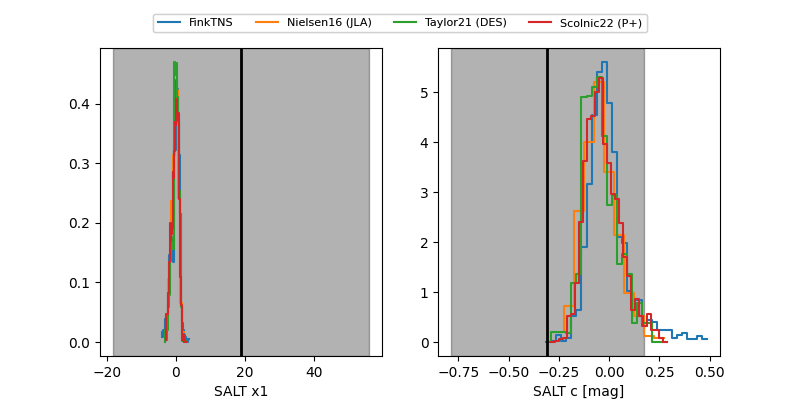 FinkTNS Nielsen16 (JLA) Taylor21 (DES) Scolnic22 (P+)
0.4
0.3
0.2
0.1
0.0
−20 0 20 40
SALT x1
5
4
3
2
1
0
−0.75 −0.50 −0.25 0.00 0.25 0.50
SALT c [mag]